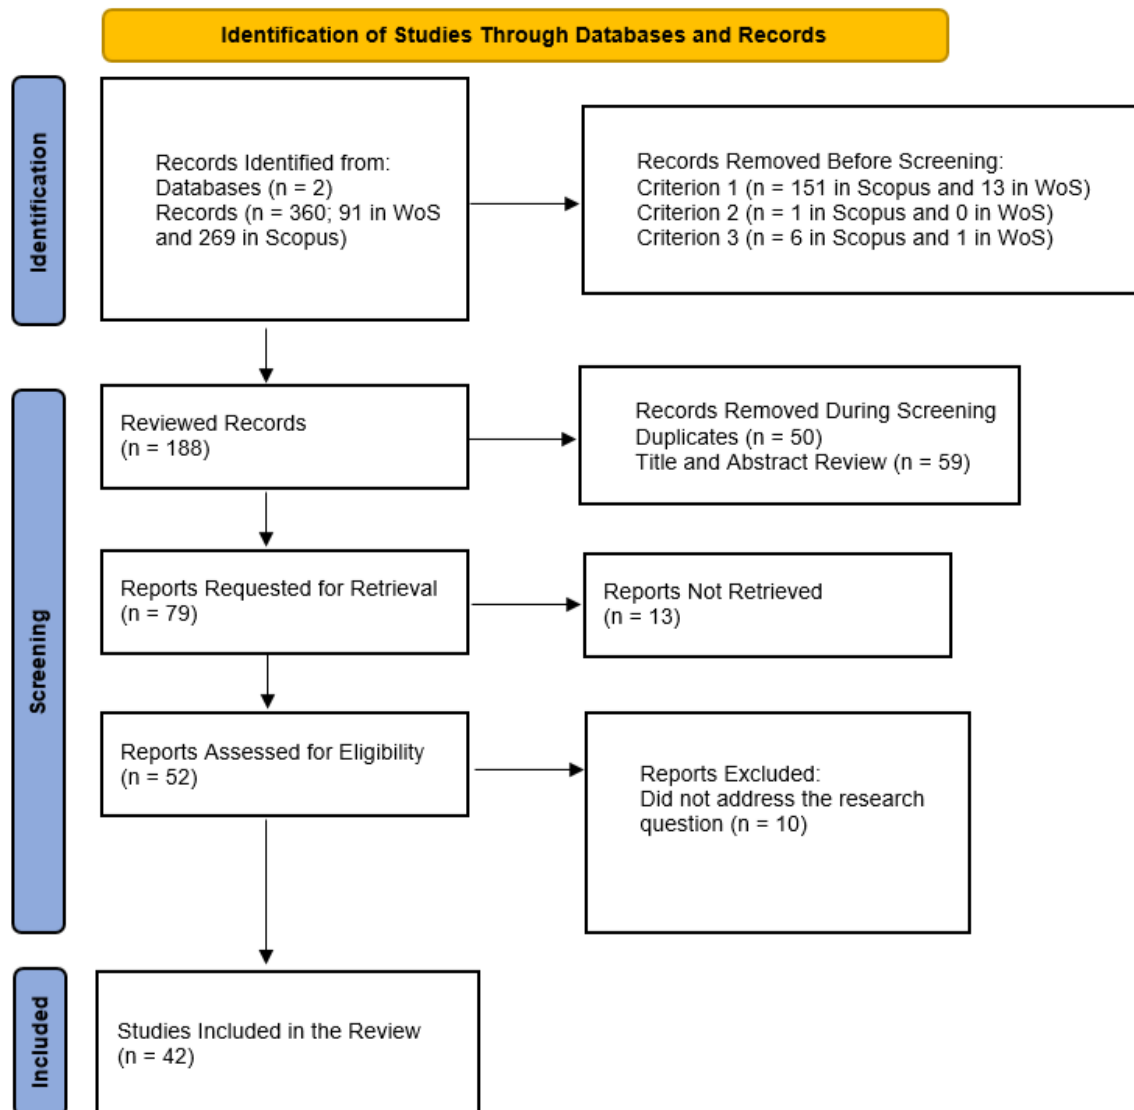 Identification of Studies Through Databases and Records
Identification
Records Identified from:
Databases (n = 2)
Records (n = 360; 91 in WoS
and 269 in Scopus)
Records Removed Before Screening:
Criterion 1 (n = 151 in Scopus and 13 in WoS)
Criterion 2 (n = 1 in Scopus and 0 in WoS)
Criterion 3 (n = 6 in Scopus and 1 in WoS)
Screening
Reviewed Records
(n = 188)
Records Removed During Screening
Duplicates (n = 50)
Title and Abstract Review (n = 59)
Reports Requested for Retrieval
(n = 79)
Reports Not Retrieved
(n = 13)
Reports Assessed for Eligibility
(n = 52)
Reports Excluded:
Did not address the research
question (n = 10)
Included
Studies Included in the Review
(n = 42)